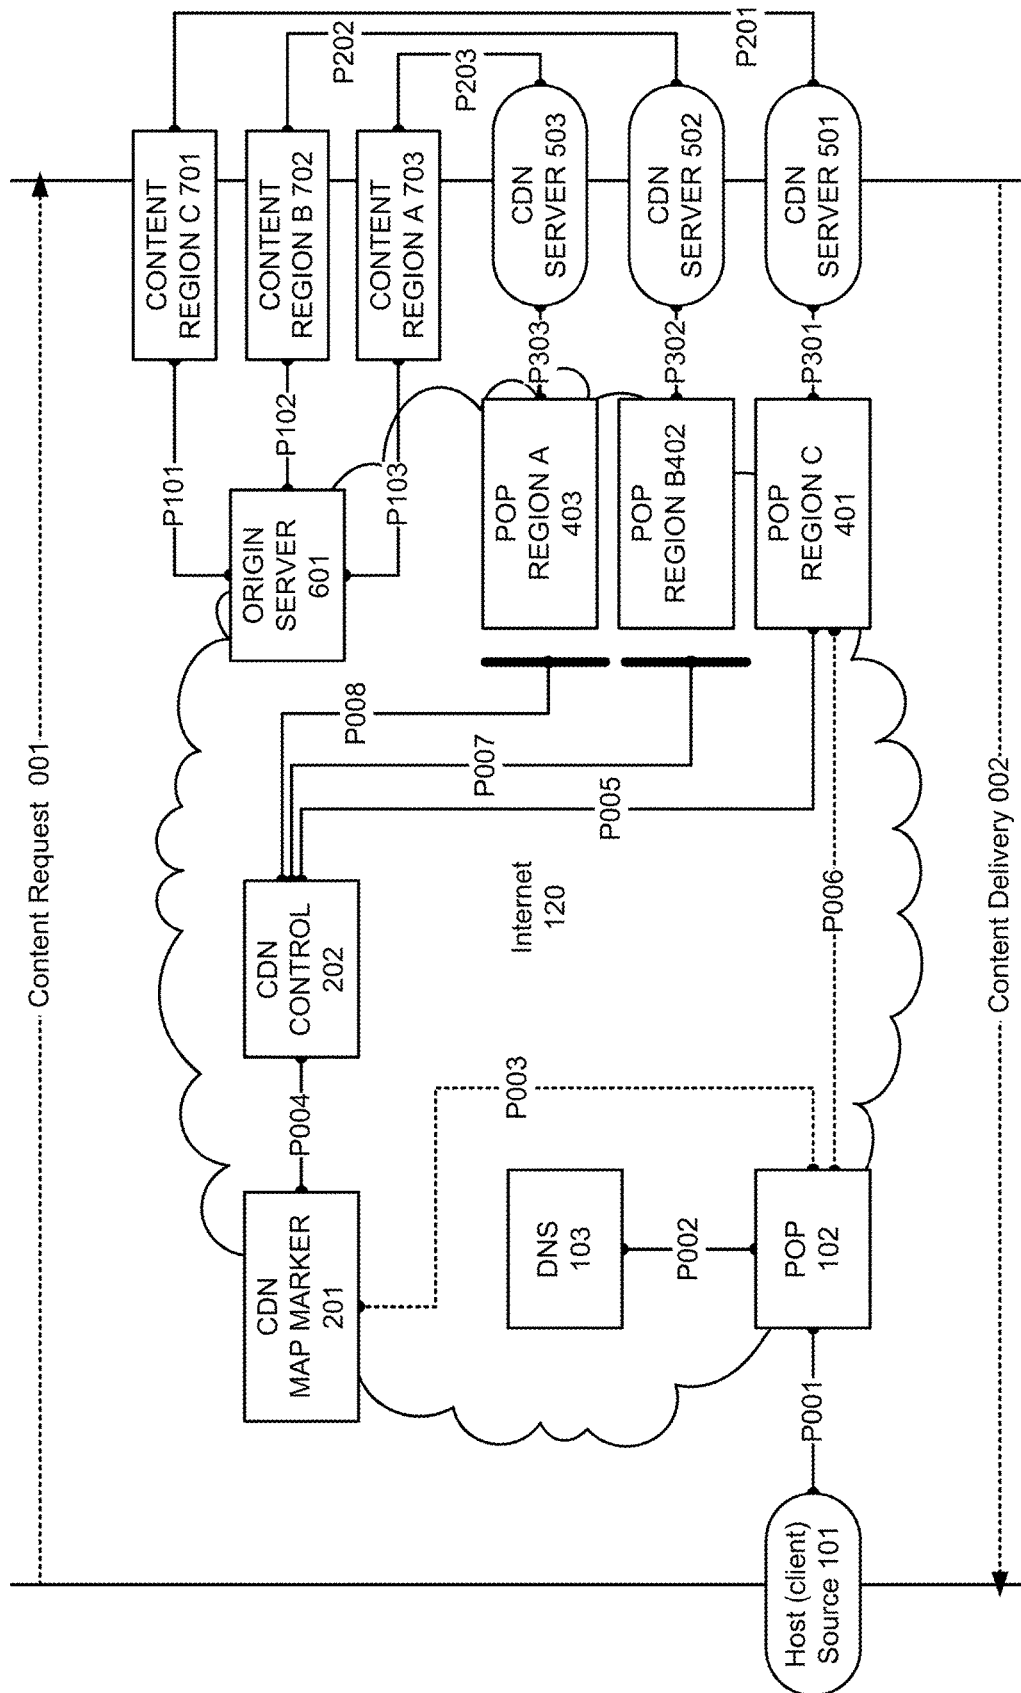 Content Request 001
CONTENT
REGION C 701
CONTENT
REGION B 702
CONTENT
REGION A 703
P201
P202
P203
P101
P102
P103
ORIGIN
SERVER
601
CDN
MAP MARKER
201
P004
CDN
CONTROL
202
P008
P007
P005
P003
Internet
120
DNS
103
P002
POP
REGION A
403
P303
CDN
SERVER 503
POP
REGION B402
P302
CDN
SERVER 502
Host (client)
Source 101
P001
POP
102
P006
POP
REGION C
401
P301
CDN
SERVER 501
Content Delivery 002